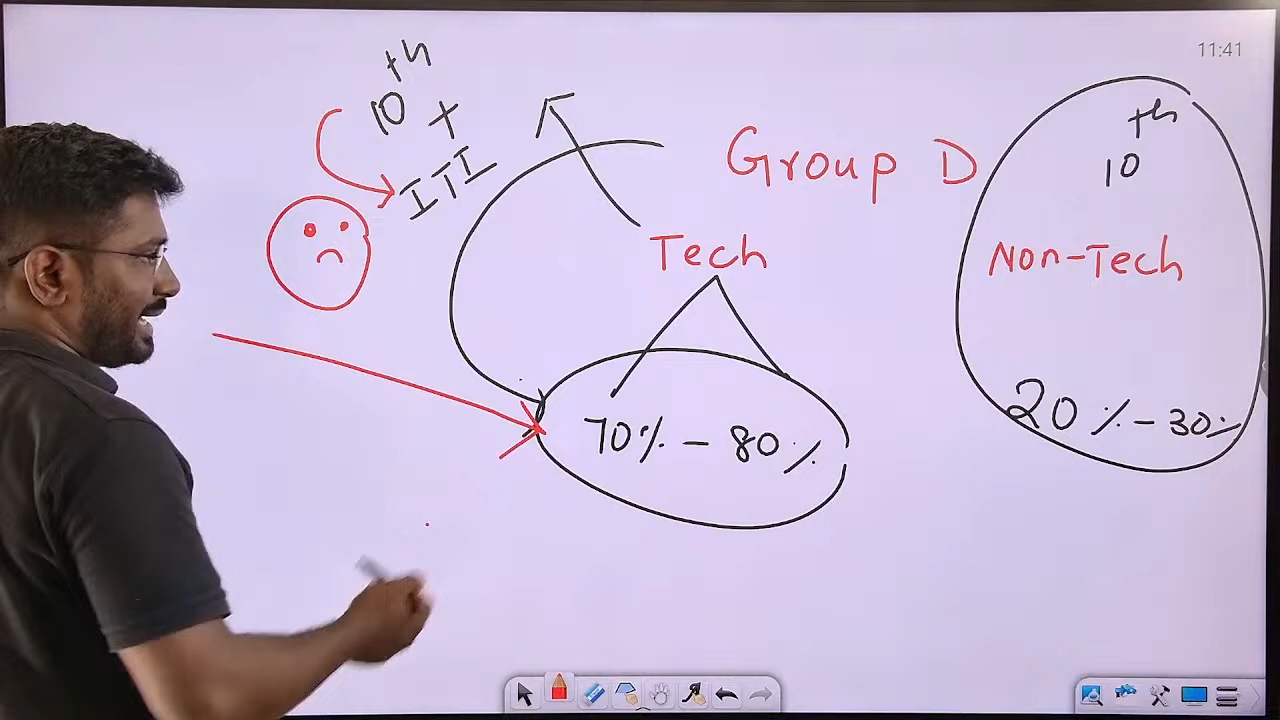 11:41
10th +
ITI
Group D
Tech
70% - 80%
10th
Non-Tech
20% - 30%